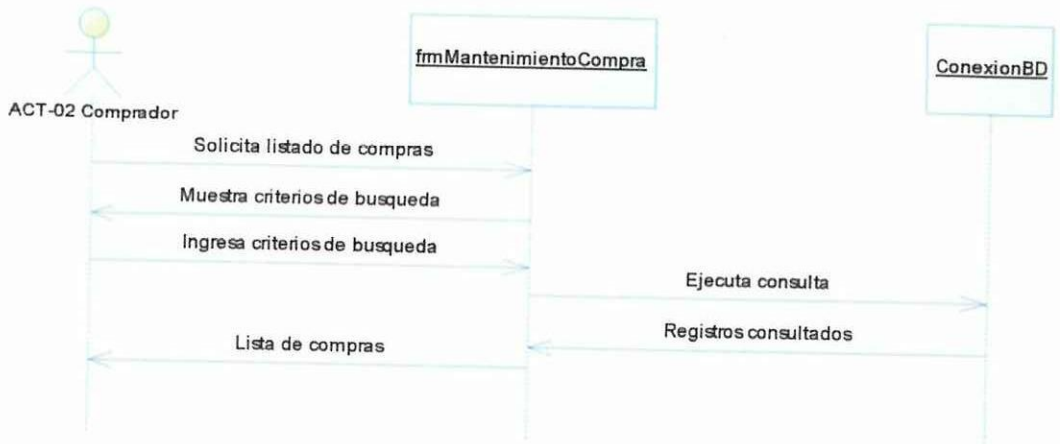 frmMantenimientoCompra
ConexionBD
ACT-02 Comprador
Solicita listado de compras
Muestra criterios de busqueda
Ingresa criterios de busqueda
Ejecuta consulta
Registros consultados
Lista de compras